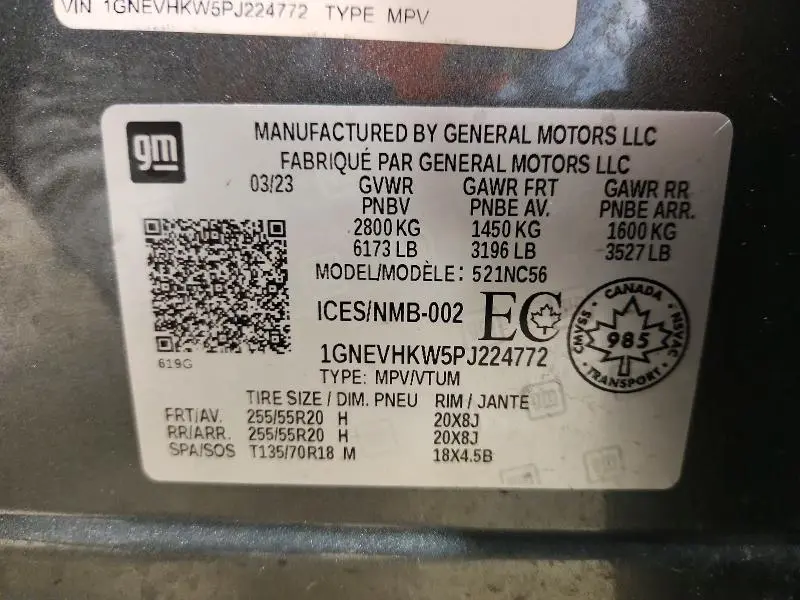 VIN 1GNEVHKW5PJ224772 TYPE MPV
gm
MANUFACTURED BY GENERAL MOTORS LLC
FABRIQUÉ PAR GENERAL MOTORS LLC
03/23 GVWR GAWR FRT GAWR RR
PNBV PNBE AV. PNBE ARR.
2800 KG 1450 KG 1600 KG
6173 LB 3196 LB 3527 LB
MODEL/MODÈLE: 521NC56
ICES/NMB-002 EC
CANADA
CMVSS 985 NSVAC
TRANSPORT
1GNEVHKW5PJ224772
619G
TYPE: MPV/VTUM
TIRE SIZE / DIM. PNEU RIM / JANTE
FRT/AV. 255/55R20 H 20X8J
RR/ARR. 255/55R20 H 20X8J
SPA/SOS T135/70R18 M 18X4.5B